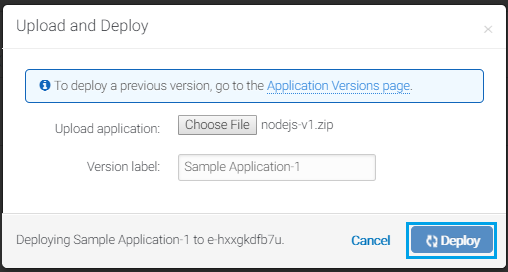 Upload and Deploy
To deploy a previous version, go to the Application Versions page.
Upload application: Choose File nodejs-v1.zip
Version label: Sample Application-1
Deploying Sample Application-1 to e-hxxgkdfb7u. Cancel Deploy